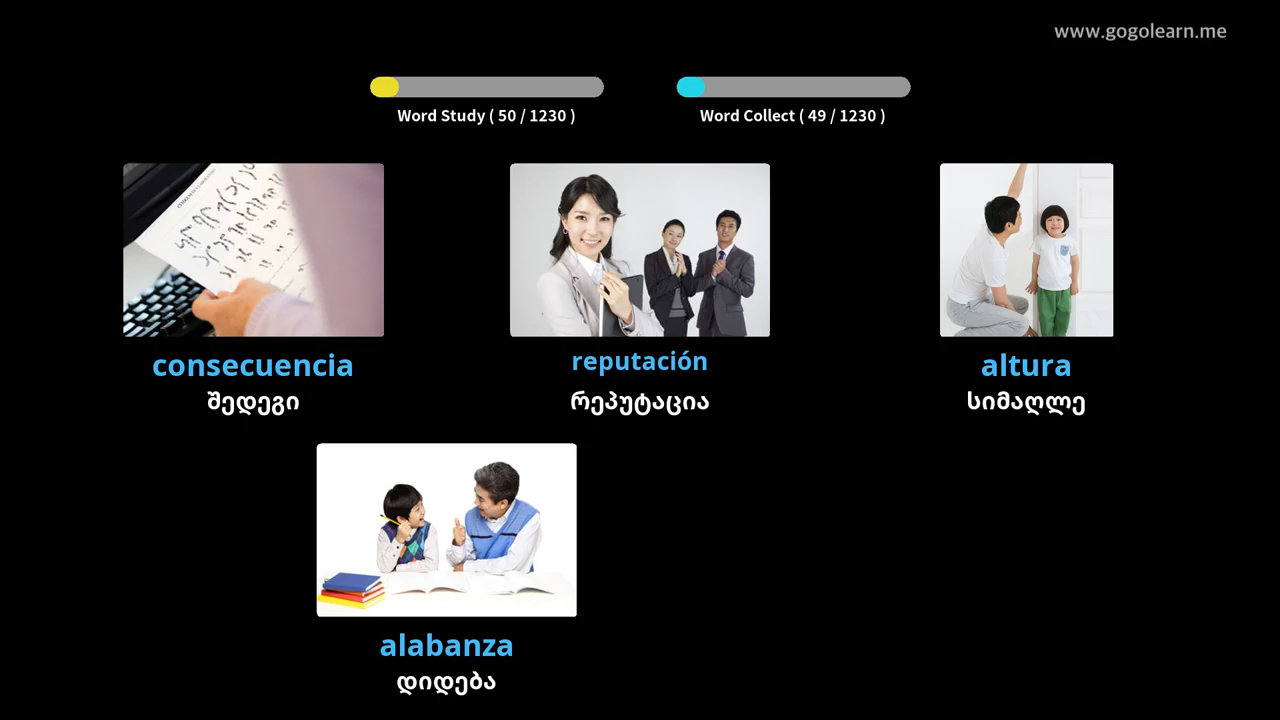 www.gogolearn.me
Word Study ( 50 / 1230 )
Word Collect ( 49 / 1230 )
consecuencia
შედეგი
reputación
რეპუტაცია
altura
სიმაღლე
alabanza
დიდება